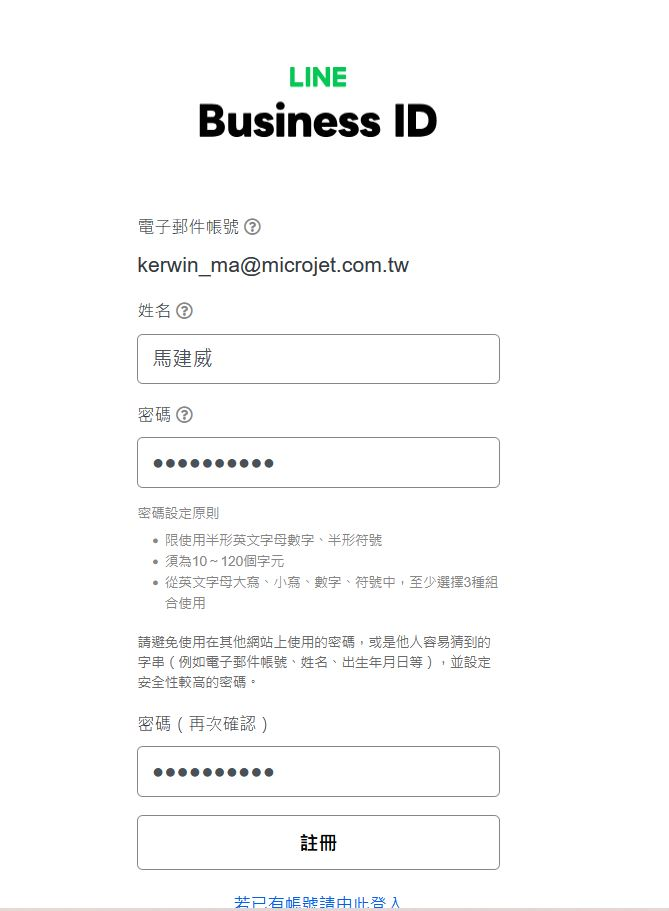 LINE
Business ID
電子郵件帳號 ?
kerwin_ma@microjet.com.tw
姓名 ?
馬建威
密碼 ?
●●●●●●●●●●
密碼設定原則
• 限使用半形英文字母數字、半形符號
• 須為10～120個字元
• 從英文字母大寫、小寫、數字、符號中，至少選擇3種組
合使用
請避免使用在其他網站上使用的密碼，或是他人容易猜到的
字串（例如電子郵件帳號、姓名、出生年月日等），並設定
安全性較高的密碼。
密碼（再次確認）
●●●●●●●●●●
註冊
若已有帳號請由此登入